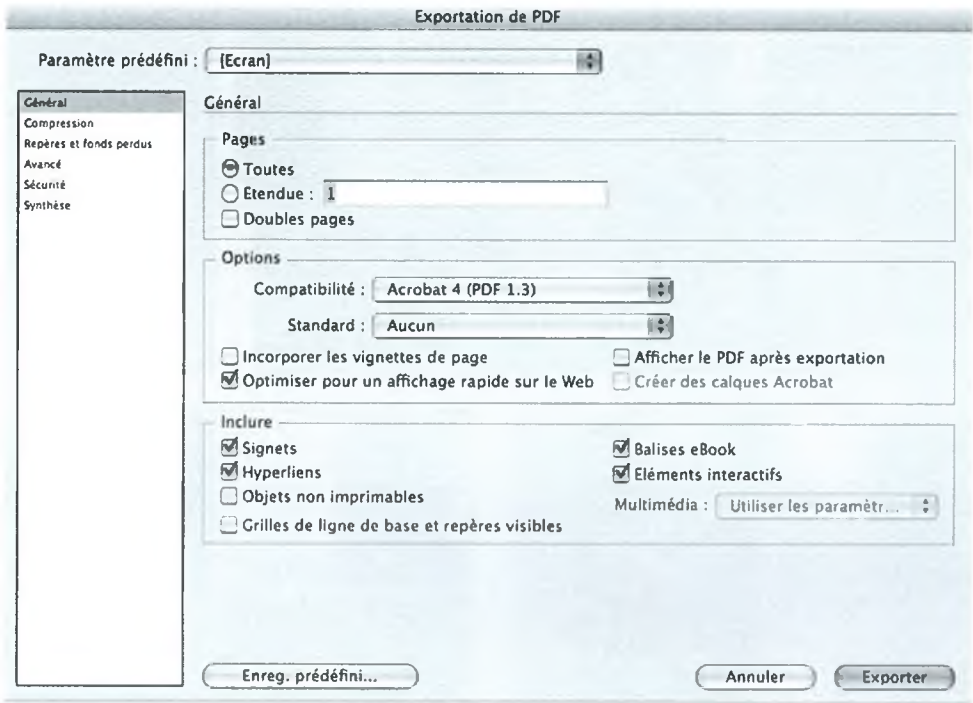 Exportation de PDF
Paramètre prédéfini : [Ecran]
Général
Compression
Repères et fonds perdus
Avancé
Sécurité
Synthèse
Général
Pages
Toutes
Etendue : 1
Doubles pages
Options
Compatibilité : Acrobat 4 (PDF 1.3)
Standard : Aucun
Incorporer les vignettes de page
Afficher le PDF après exportation
Optimiser pour un affichage rapide sur le Web
Créer des calques Acrobat
Inclure
Signets
Balises eBook
Hyperliens
Eléments interactifs
Objets non imprimables
Multimédia : Utiliser les paramètr...
Grilles de ligne de base et repères visibles
Enreg. prédéfini...
Annuler
Exporter